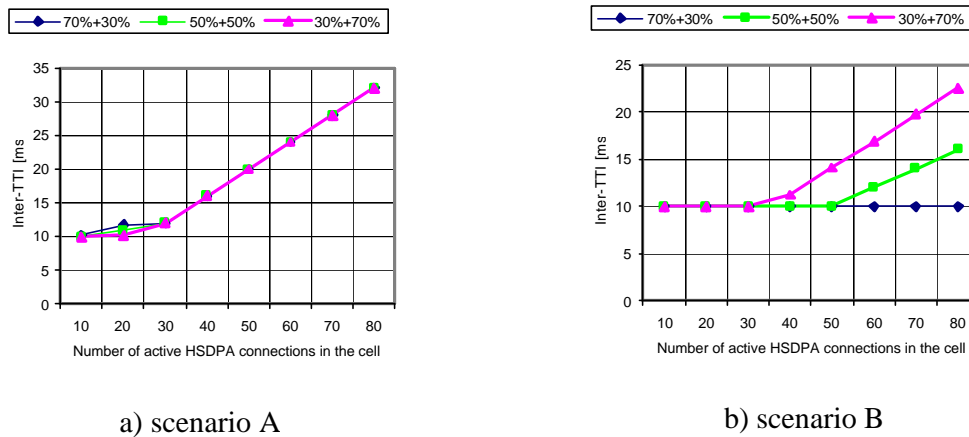 70%+30% 50%+50% 30%+70%
35
30
25
20
15
10
5
0
Inter-TTI [ms
10 20 30 40 50 60 70 80
Number of active HSDPA connections in the cell
a) scenario A
70%+30% 50%+50% 30%+70%
25
20
15
10
5
0
Inter-TTI [ms
10 20 30 40 50 60 70 80
Number of active HSDPA connections in the cell
b) scenario B